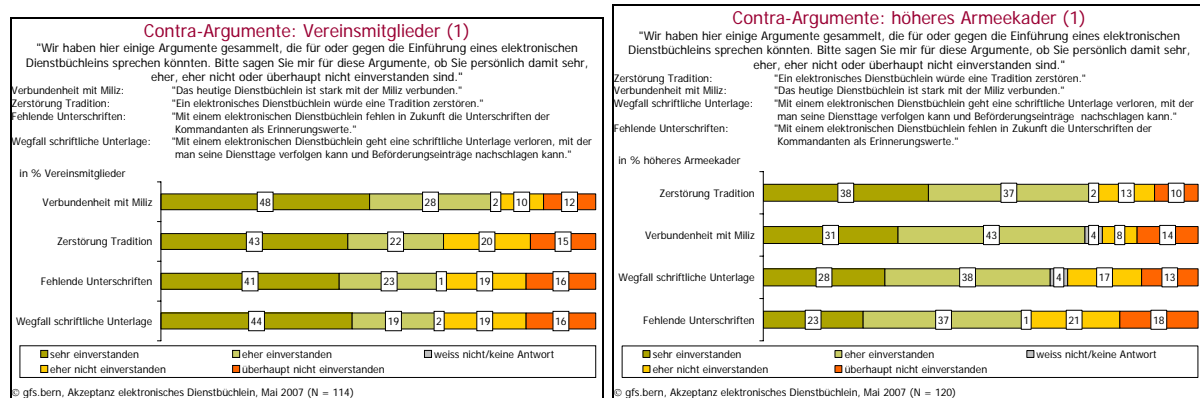 Contra-Argumente: Vereinsmitglieder (1)
"Wir haben hier einige Argumente gesammelt, die für oder gegen die Einführung eines elektronischen
Dienstbüchleins sprechen könnten. Bitte sagen Sie mir für diese Argumente, ob Sie persönlich damit sehr,
eher, eher nicht oder überhaupt nicht einverstanden sind."
Verbundenheit mit Miliz: "Das heutige Dienstbüchlein ist stark mit der Miliz verbunden."
Zerstörung Tradition: "Ein elektronisches Dienstbüchlein würde eine Tradition zerstören."
Fehlende Unterschriften: "Mit einem elektronischen Dienstbüchlein fehlen in Zukunft die Unterschriften der
Kommandanten als Erinnerungswerte."
Wegfall schriftliche Unterlage: "Mit einem elektronischen Dienstbüchlein geht eine schriftliche Unterlage verloren, mit der
man seine Diensttage verfolgen kann und Beförderungseinträge nachschlagen kann."
in % Vereinsmitglieder
Verbundenheit mit Miliz 48 28 2 10 12
Zerstörung Tradition 43 22 20 15
Fehlende Unterschriften 41 23 1 19 16
Wegfall schriftliche Unterlage 44 19 2 19 16
sehr einverstanden eher einverstanden weiss nicht/keine Antwort
eher nicht einverstanden überhaupt nicht einverstanden
© gfs.bern, Akzeptanz elektronisches Dienstbüchlein, Mai 2007 (N = 114)
Contra-Argumente: höheres Armeekader (1)
"Wir haben hier einige Argumente gesammelt, die für oder gegen die Einführung eines elektronischen
Dienstbüchleins sprechen könnten. Bitte sagen Sie mir für diese Argumente, ob Sie persönlich damit sehr,
eher, eher nicht oder überhaupt nicht einverstanden sind."
Zerstörung Tradition: "Ein elektronisches Dienstbüchlein würde eine Tradition zerstören."
Verbundenheit mit Miliz: "Das heutige Dienstbüchlein ist stark mit der Miliz verbunden."
Wegfall schriftliche Unterlage: "Mit einem elektronischen Dienstbüchlein geht eine schriftliche Unterlage verloren, mit der
man seine Diensttage verfolgen kann und Beförderungseinträge nachschlagen kann."
Fehlende Unterschriften: "Mit einem elektronischen Dienstbüchlein fehlen in Zukunft die Unterschriften der
Kommandanten als Erinnerungswerte."
in % höheres Armeekader
Zerstörung Tradition 38 37 2 13 10
Verbundenheit mit Miliz 31 43 4 8 14
Wegfall schriftliche Unterlage 28 38 4 17 13
Fehlende Unterschriften 23 37 1 21 18
sehr einverstanden eher einverstanden weiss nicht/keine Antwort
eher nicht einverstanden überhaupt nicht einverstanden
© gfs.bern, Akzeptanz elektronisches Dienstbüchlein, Mai 2007 (N = 120)